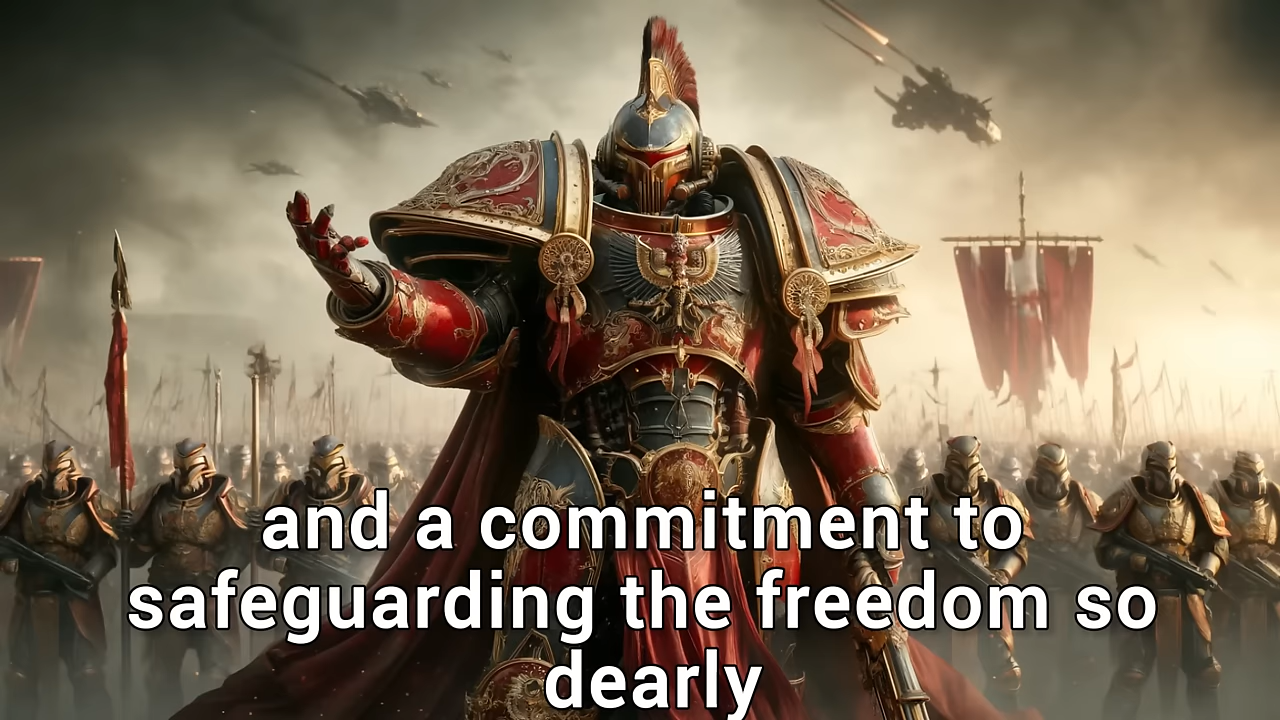 and a commitment to
safeguarding the freedom so
dearly